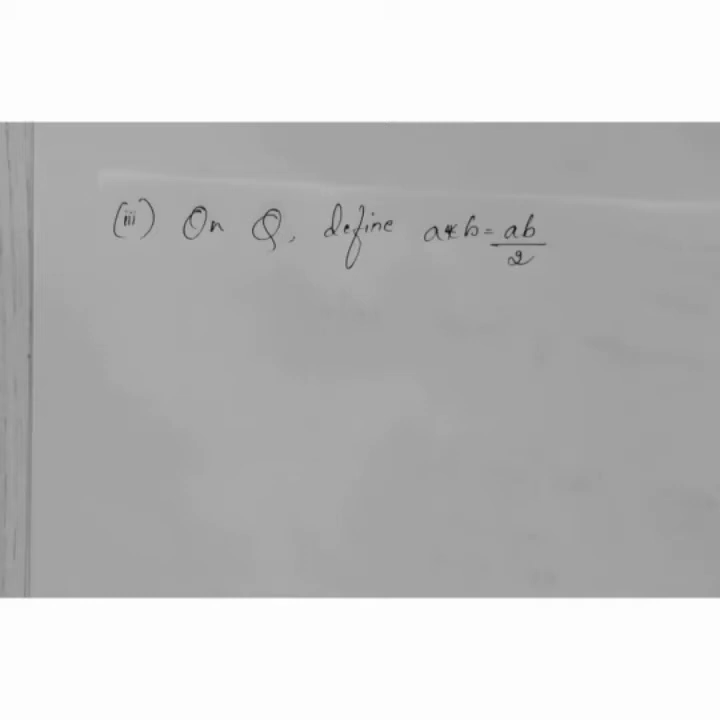 (iii) On Q, define a*b = ab/2